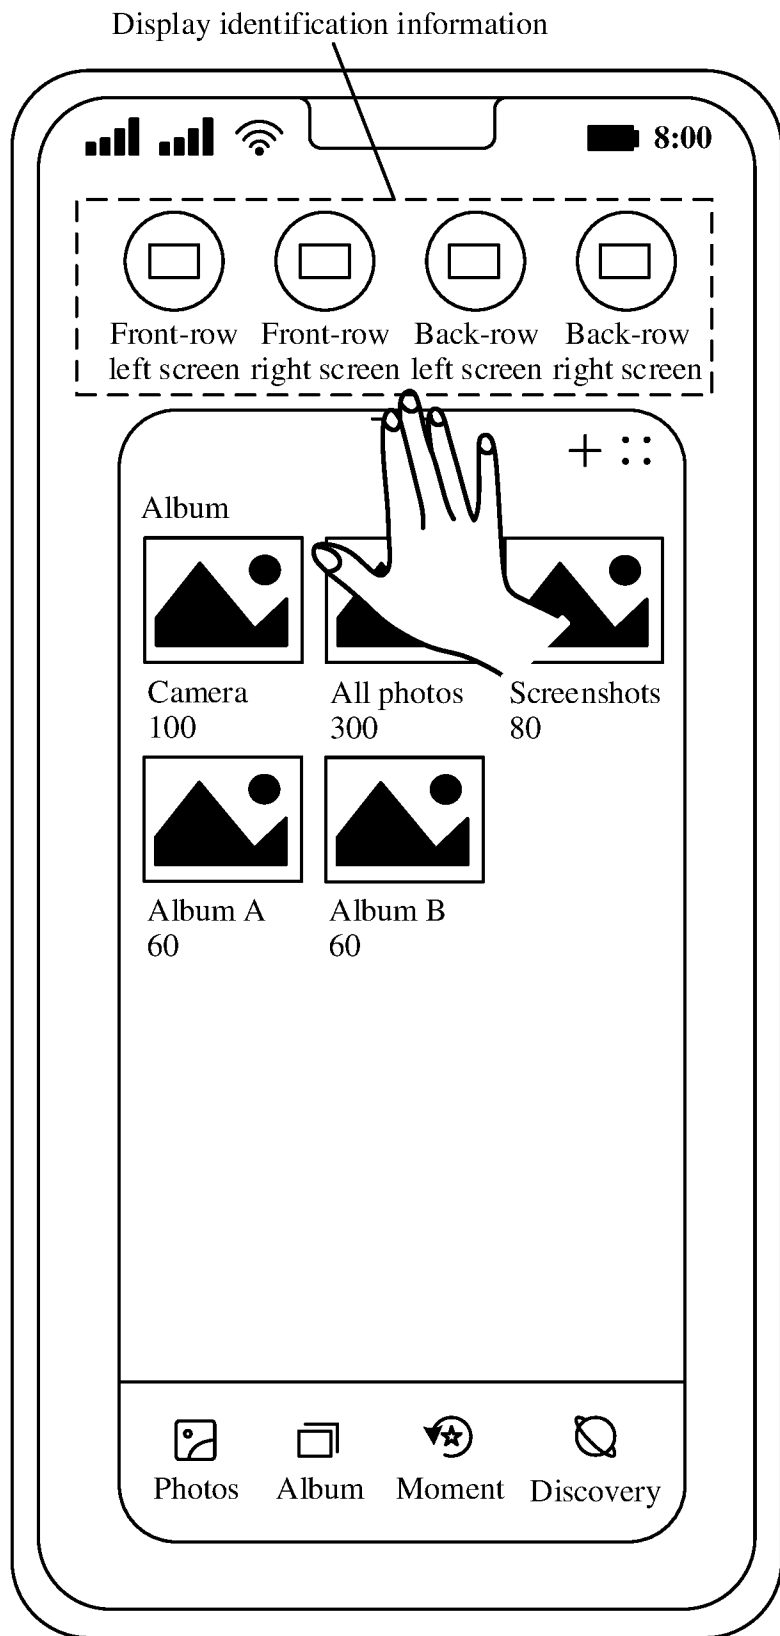 Display identification information
8:00
Front-row Front-row Back-row Back-row
left screen right screen left screen right screen
Album
Camera All photos Screenshots
100 300 80
Album A Album B
60 60
Photos Album Moment Discovery